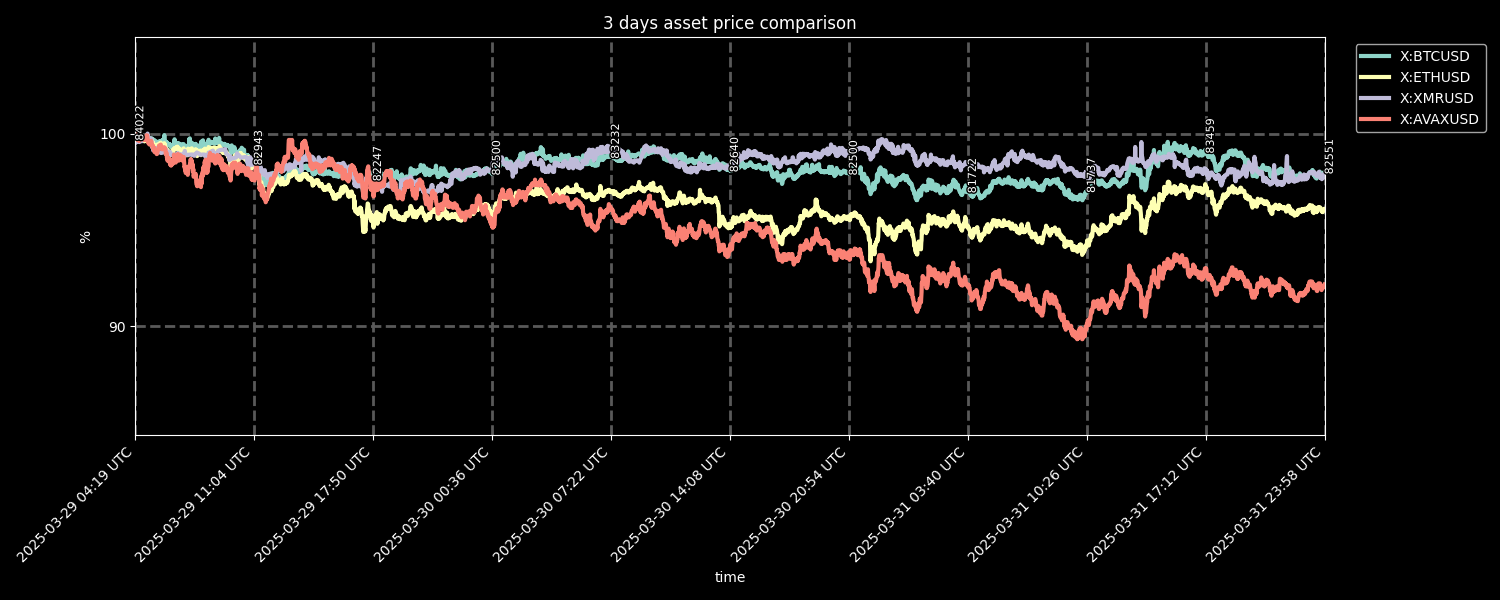 3 days asset price comparison
X:BTCUSD
X:ETHUSD
X:XMRUSD
X:AVAXUSD
%
100
90
84022
82943
82247
82500
83232
82640
82500
81722
81737
83459
82551
2025-03-29 04:19 UTC
2025-03-29 11:04 UTC
2025-03-29 17:50 UTC
2025-03-30 00:36 UTC
2025-03-30 07:22 UTC
2025-03-30 14:08 UTC
2025-03-30 20:54 UTC
2025-03-31 03:40 UTC
2025-03-31 10:26 UTC
2025-03-31 17:12 UTC
2025-03-31 23:58 UTC
time